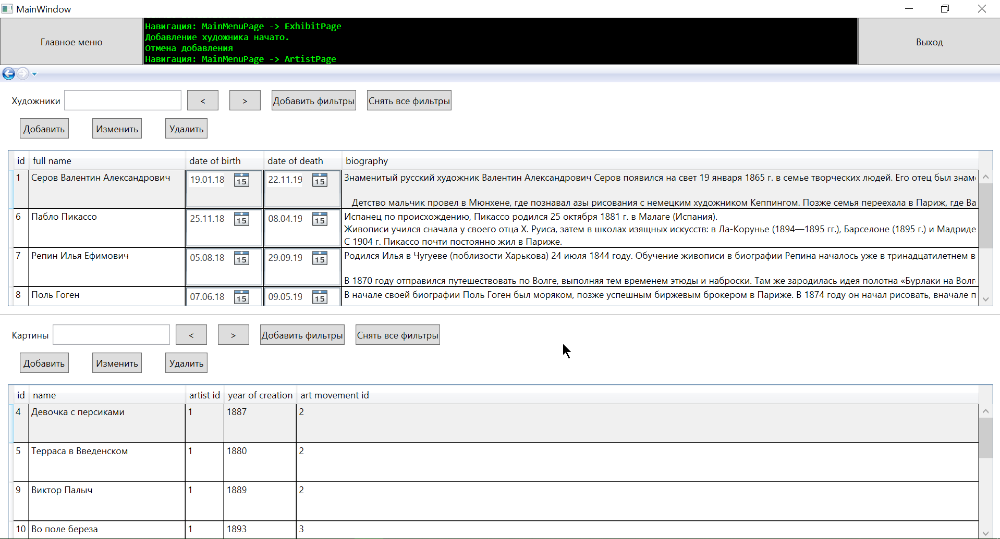 MainWindow
Главное меню
Навигация: MainMenuPage -> ExhibitPage
Добавление художника начато.
Отмена добавления
Навигация: MainMenuPage -> ArtistPage
Выход
Художники < > Добавить фильтры Снять все фильтры
Добавить Изменить Удалить
id full name date of birth date of death biography
1 Серов Валентин Александрович 19.01.18 15 22.11.19 15 Знаменитый русский художник Валентин Александрович Серов появился на свет 19 января 1865 г. в семье творческих людей. Его отец был знам
Детство мальчик провел в Мюнхене, где познавал азы рисования с немецким художником Кеппингом. Позже семья переехала в Париж, где Ва
6 Пабло Пикассо 25.11.18 15 08.04.19 15 Испанец по происхождению, Пикассо родился 25 октября 1881 г. в Малаге (Испания).
Живописи учился сначала у своего отца Х. Руиса, затем в школах изящных искусств: в Ла-Корунье (1894—1895 гг.), Барселоне (1895 г.) и Мадриде
С 1904 г. Пикассо почти постоянно жил в Париже.
7 Репин Илья Ефимович 05.08.18 15 29.09.19 15 Родился Илья в Чугуеве (поблизости Харькова) 24 июля 1844 году. Обучение живописи в биографии Репина началось уже в тринадцатилетнем в
В 1870 году отправился путешествовать по Волге, выполняя тем временем этюды и наброски. Там же зародилась идея полотна «Бурлаки на Волг
8 Поль Гоген 07.06.18 15 09.05.19 15 В начале своей биографии Поль Гоген был моряком, позже успешным биржевым брокером в Париже. В 1874 году он начал рисовать, вначале п
Картины < > Добавить фильтры Снять все фильтры
Добавить Изменить Удалить
id name artist id year of creation art movement id
4 Девочка с персиками 1 1887 2
5 Терраса в Введенском 1 1880 2
9 Виктор Палыч 1 1889 2
10 Во поле береза 1 1893 3